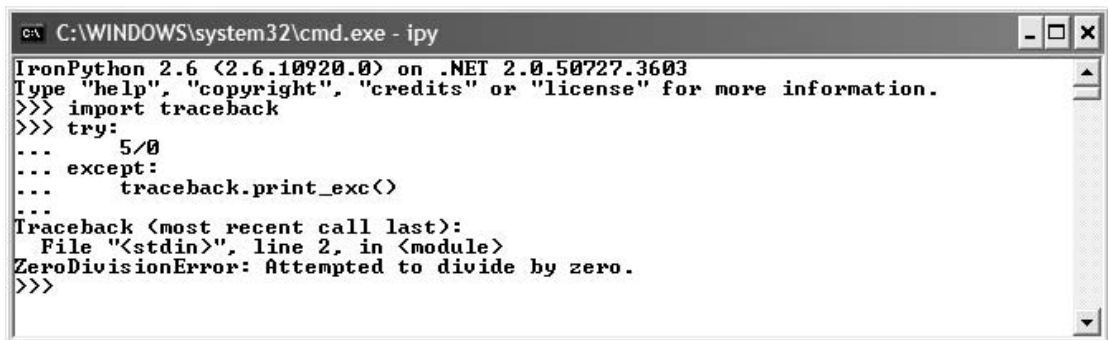 C:\WINDOWS\system32\cmd.exe - ipy
IronPython 2.6 (2.6.10920.0) on .NET 2.0.50727.3603
Type "help", "copyright", "credits" or "license" for more information.
>>> import traceback
>>> try:
...     5/0
... except:
...     traceback.print_exc()
...
Traceback (most recent call last):
  File "<stdin>", line 2, in <module>
ZeroDivisionError: Attempted to divide by zero.
>>>